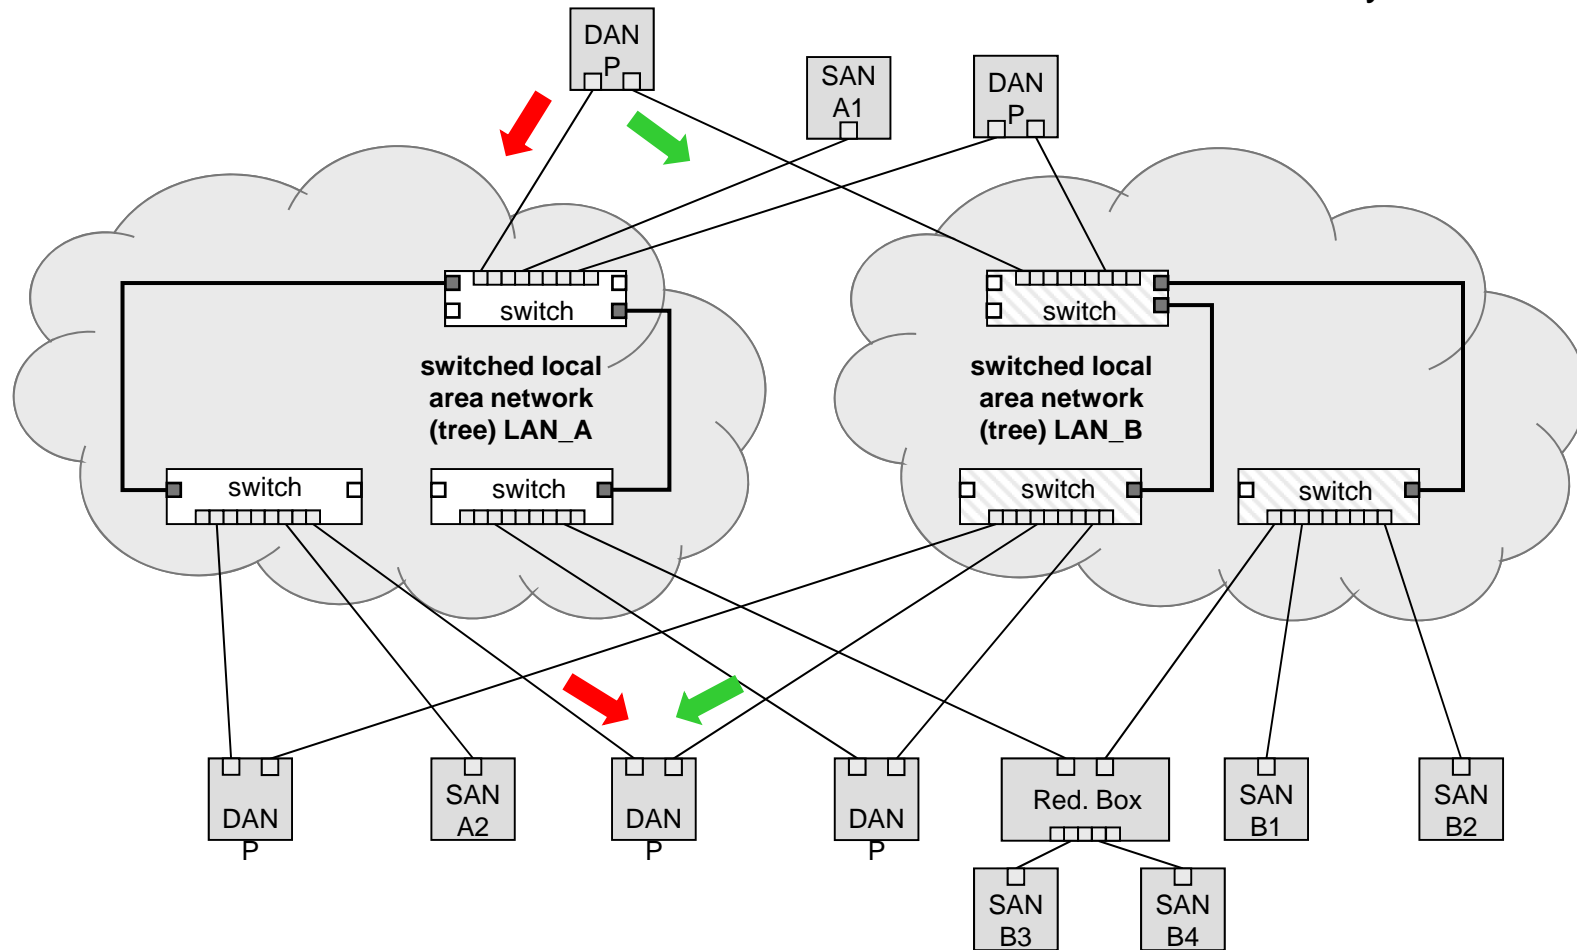 DAN
P
SAN
A1
DAN
P
switch
switch
switched local
area network
(tree) LAN_A
switched local
area network
(tree) LAN_B
switch
switch
switch
switch
DAN
P
SAN
A2
DAN
P
DAN
P
Red. Box
SAN
B1
SAN
B2
SAN
B3
SAN
B4